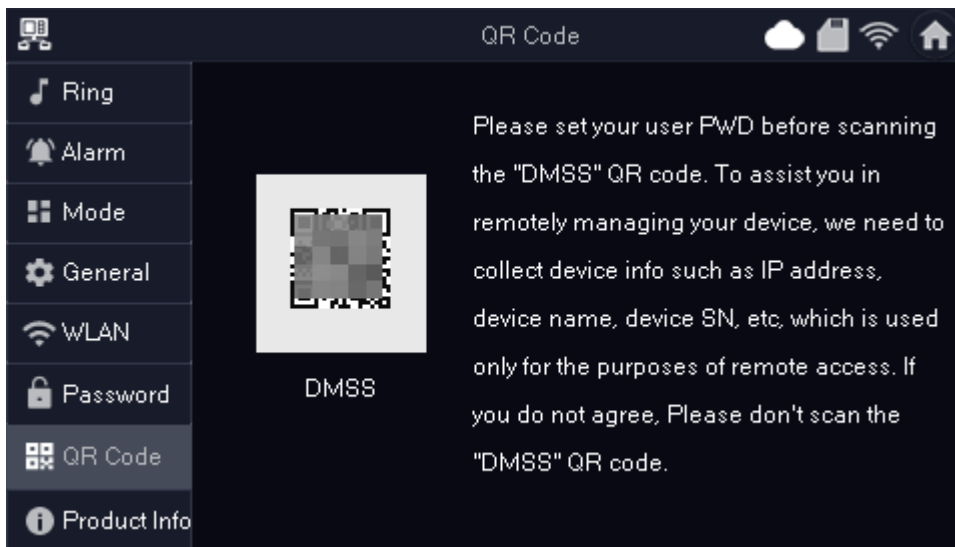 QR Code
Ring
Alarm
Mode
General
WLAN
Password
QR Code
Product Info
DMSS
Please set your user PWD before scanning
the "DMSS" QR code. To assist you in
remotely managing your device, we need to
collect device info such as IP address,
device name, device SN, etc, which is used
only for the purposes of remote access. If
you do not agree, Please don't scan the
"DMSS" QR code.